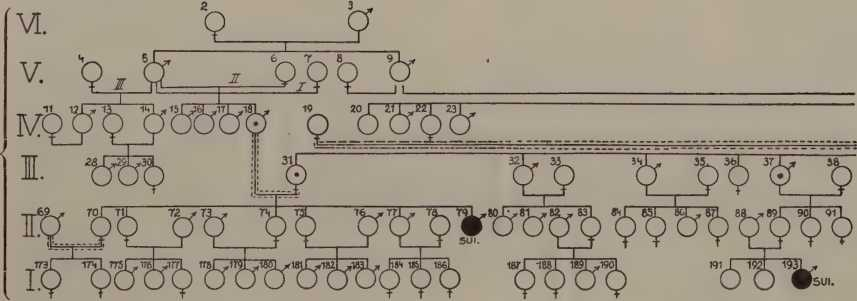 VI. 2 3
V. 4 5 6 7 8 9
III II I
IV. 11 12 13 14 15 16 17 18 19 20 21 22 23
28 29 30
III. 31 32 33 34 35 36 37 38
II. 69 70 71 72 73 74 75 76 77 78 79 80 81 82 83 84 85 86 87 88 89 90 91
SUI.
I. 173 174 175 176 177 178 179 180 181 182 183 184 185 186 187 188 189 190 191 192 193
SUI.